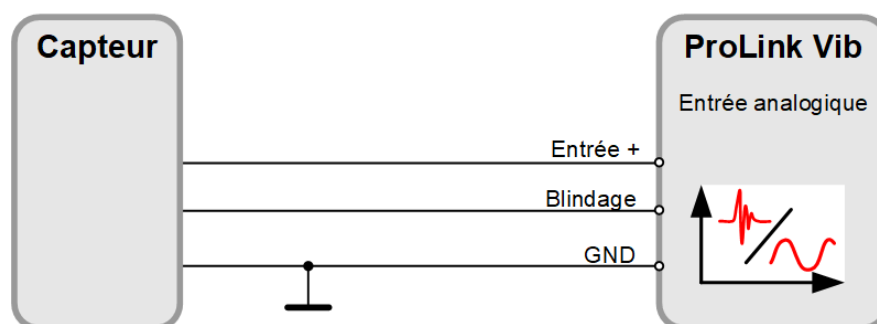 Capteur
ProLink Vib
Entrée analogique
Entrée +
Blindage
GND